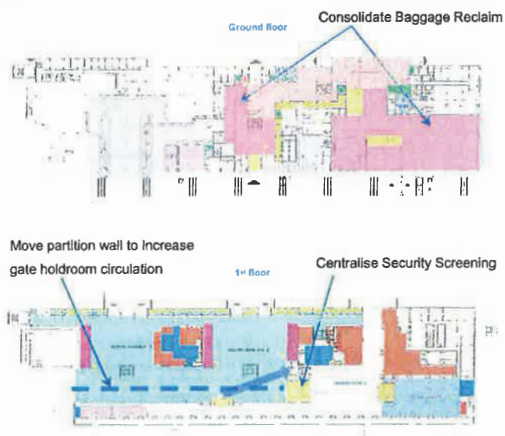 Consolidate Baggage Reclaim
Ground floor
Move partition wall to increase
gate holdroom circulation
1st floor
Centralise Security Screening